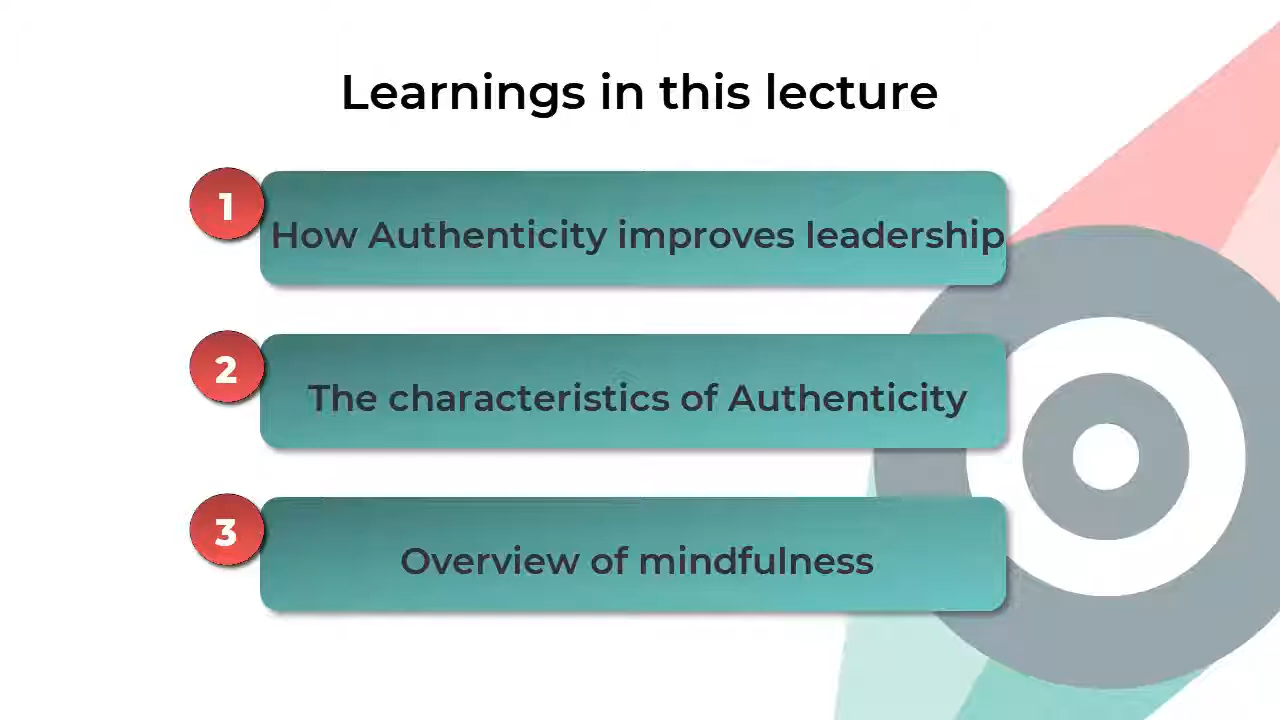 Learnings in this lecture
1
How Authenticity improves leadership
2
The characteristics of Authenticity
3
Overview of mindfulness